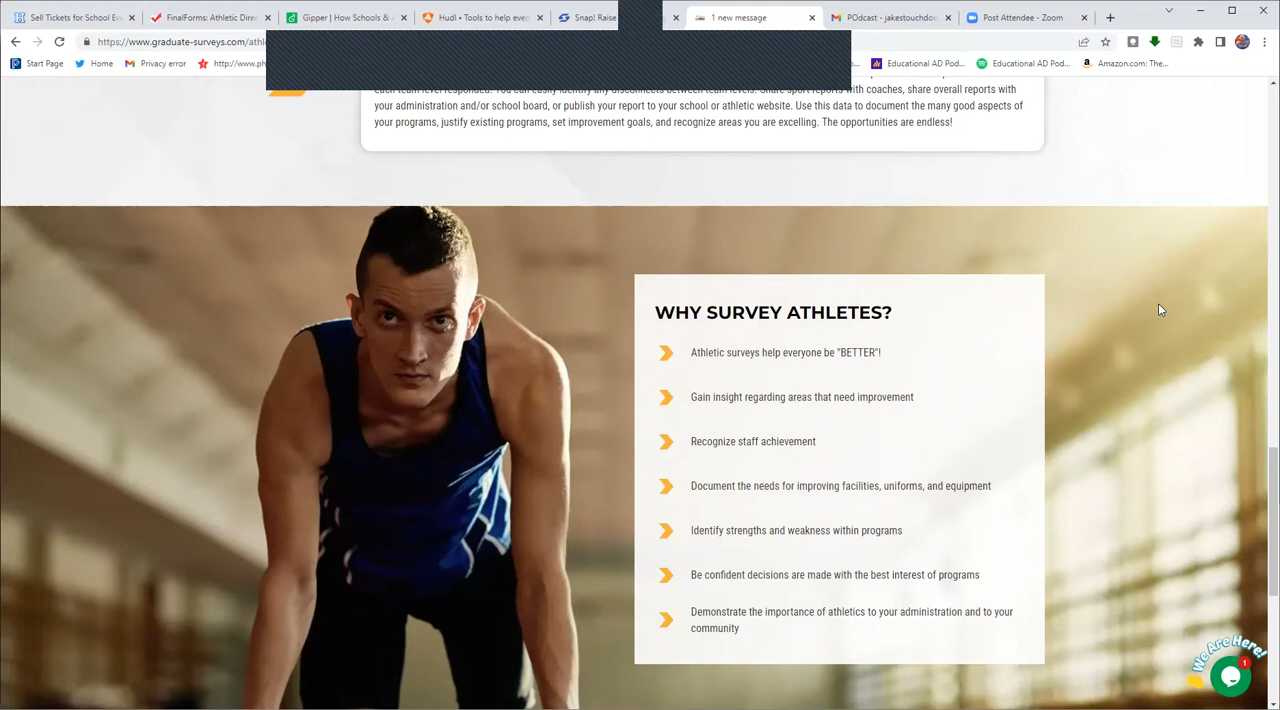 Sell Tickets for School Eve
FinalForms: Athletic Dire
Gipper | How Schools &
Hudl • Tools to help ever
Snap! Raise
1 new message
POdcast - jakestouchdow
Post Attendee - Zoom
https://www.graduate-surveys.com/athl
Start Page
Home
Privacy error
http://www.ph
Educational AD Pod...
Educational AD Pod...
Amazon.com: The...
each team level responded. You can easily identify any disconnects between team levels. Share sport reports with coaches, share overall reports with
your administration and/or school board, or publish your report to your school or athletic website. Use this data to document the many good aspects of
your programs, justify existing programs, set improvement goals, and recognize areas you are excelling. The opportunities are endless!
WHY SURVEY ATHLETES?
Athletic surveys help everyone be "BETTER"!
Gain insight regarding areas that need improvement
Recognize staff achievement
Document the needs for improving facilities, uniforms, and equipment
Identify strengths and weakness within programs
Be confident decisions are made with the best interest of programs
Demonstrate the importance of athletics to your administration and to your
community
We Are Here!
1